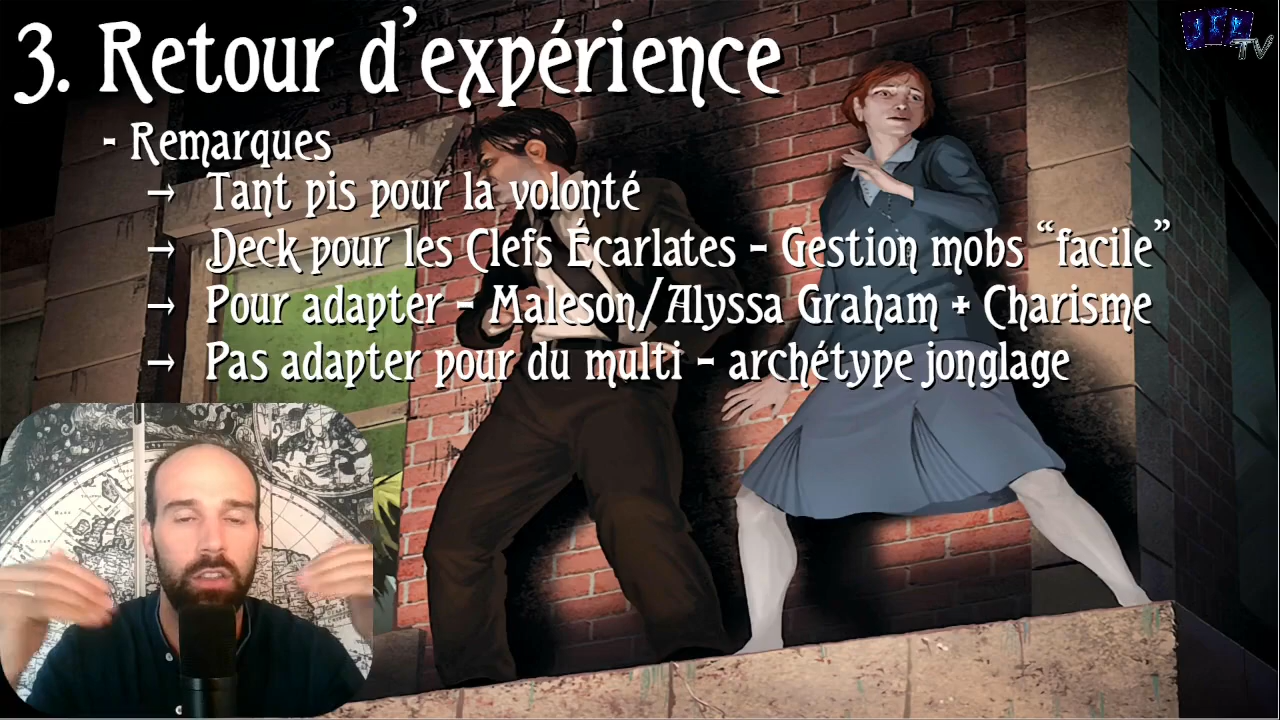 3. Retour d'expérience
- Remarques
→ Tant pis pour la volonté
→ Deck pour les Clefs Écarlates - Gestion mobs “facile”
→ Pour adapter - Maleson/Alyssa Graham + Charisme
→ Pas adapter pour du multi - archétype jonglage
TV